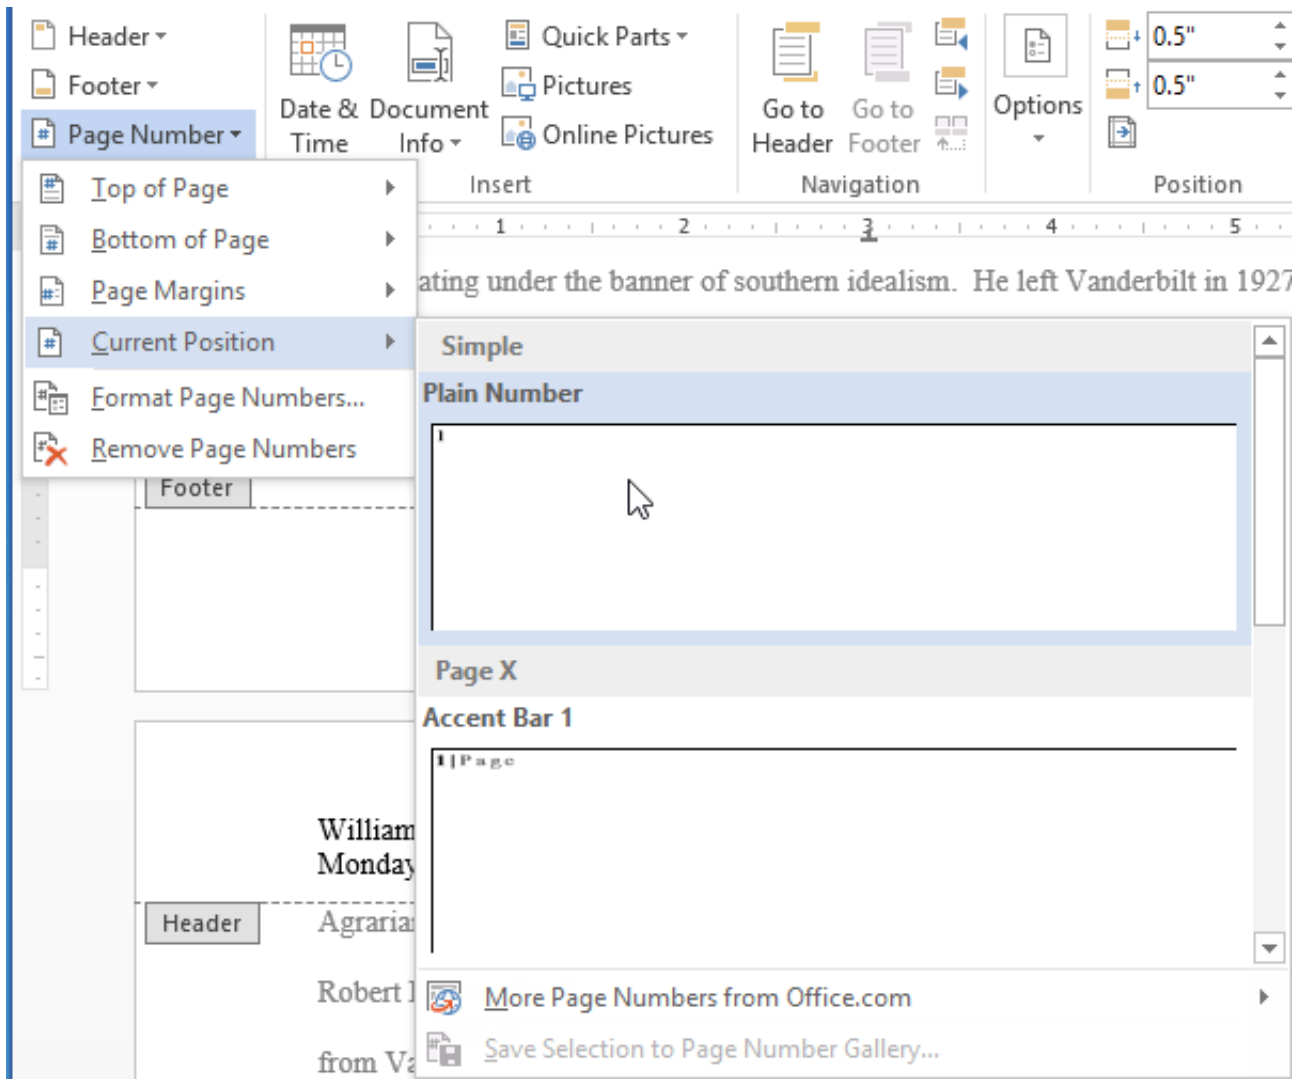 Header
Footer
Page Number
Date & Time
Document Info
Quick Parts
Pictures
Online Pictures
Insert
Go to Header
Go to Footer
Navigation
Options
0.5"
0.5"
Position
Top of Page
Bottom of Page
Page Margins
Current Position
Format Page Numbers...
Remove Page Numbers
1 2 3 4 5
ating under the banner of southern idealism. He left Vanderbilt in 1927
Simple
Plain Number
1
Page X
Accent Bar 1
1|Page
More Page Numbers from Office.com
Save Selection to Page Number Gallery...
Footer
William
Monday
Header
Agraria
Robert
from Va